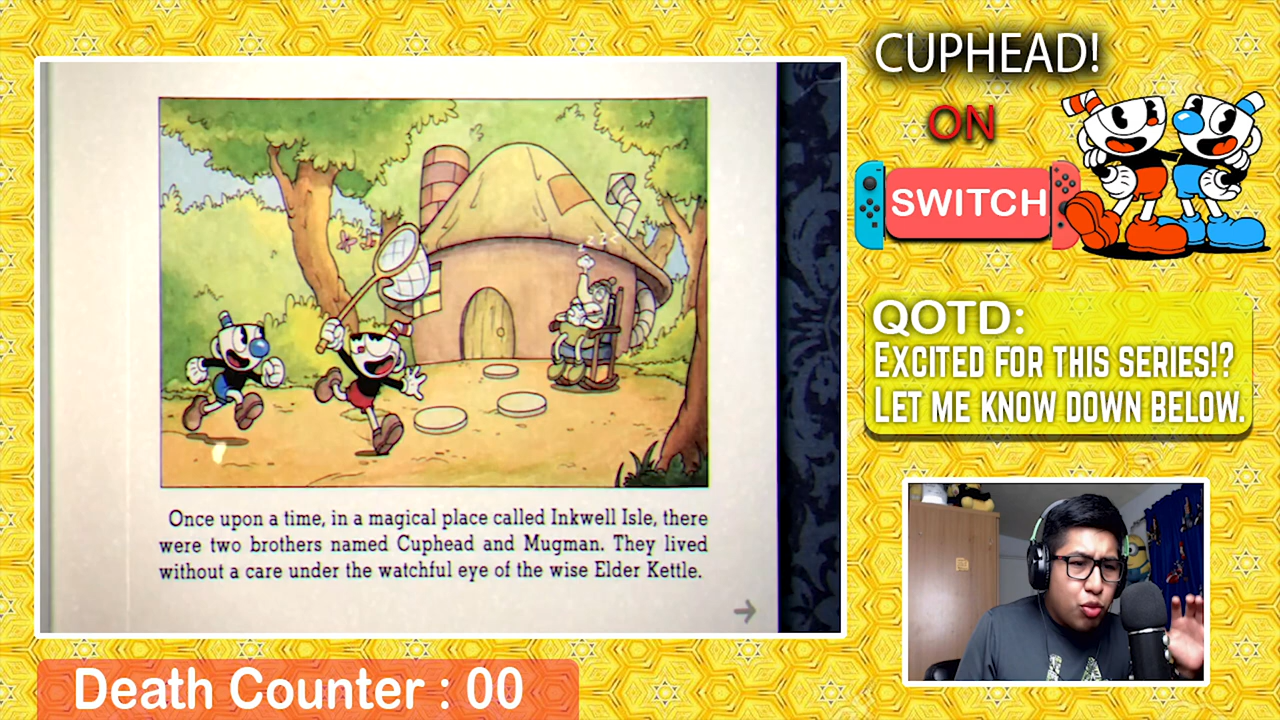 CUPHEAD!
ON
SWITCH
QOTD:
EXCITED FOR THIS SERIES!?
LET ME KNOW DOWN BELOW.
zzzz
Once upon a time, in a magical place called Inkwell Isle, there
were two brothers named Cuphead and Mugman. They lived
without a care under the watchful eye of the wise Elder Kettle.
Death Counter : 00